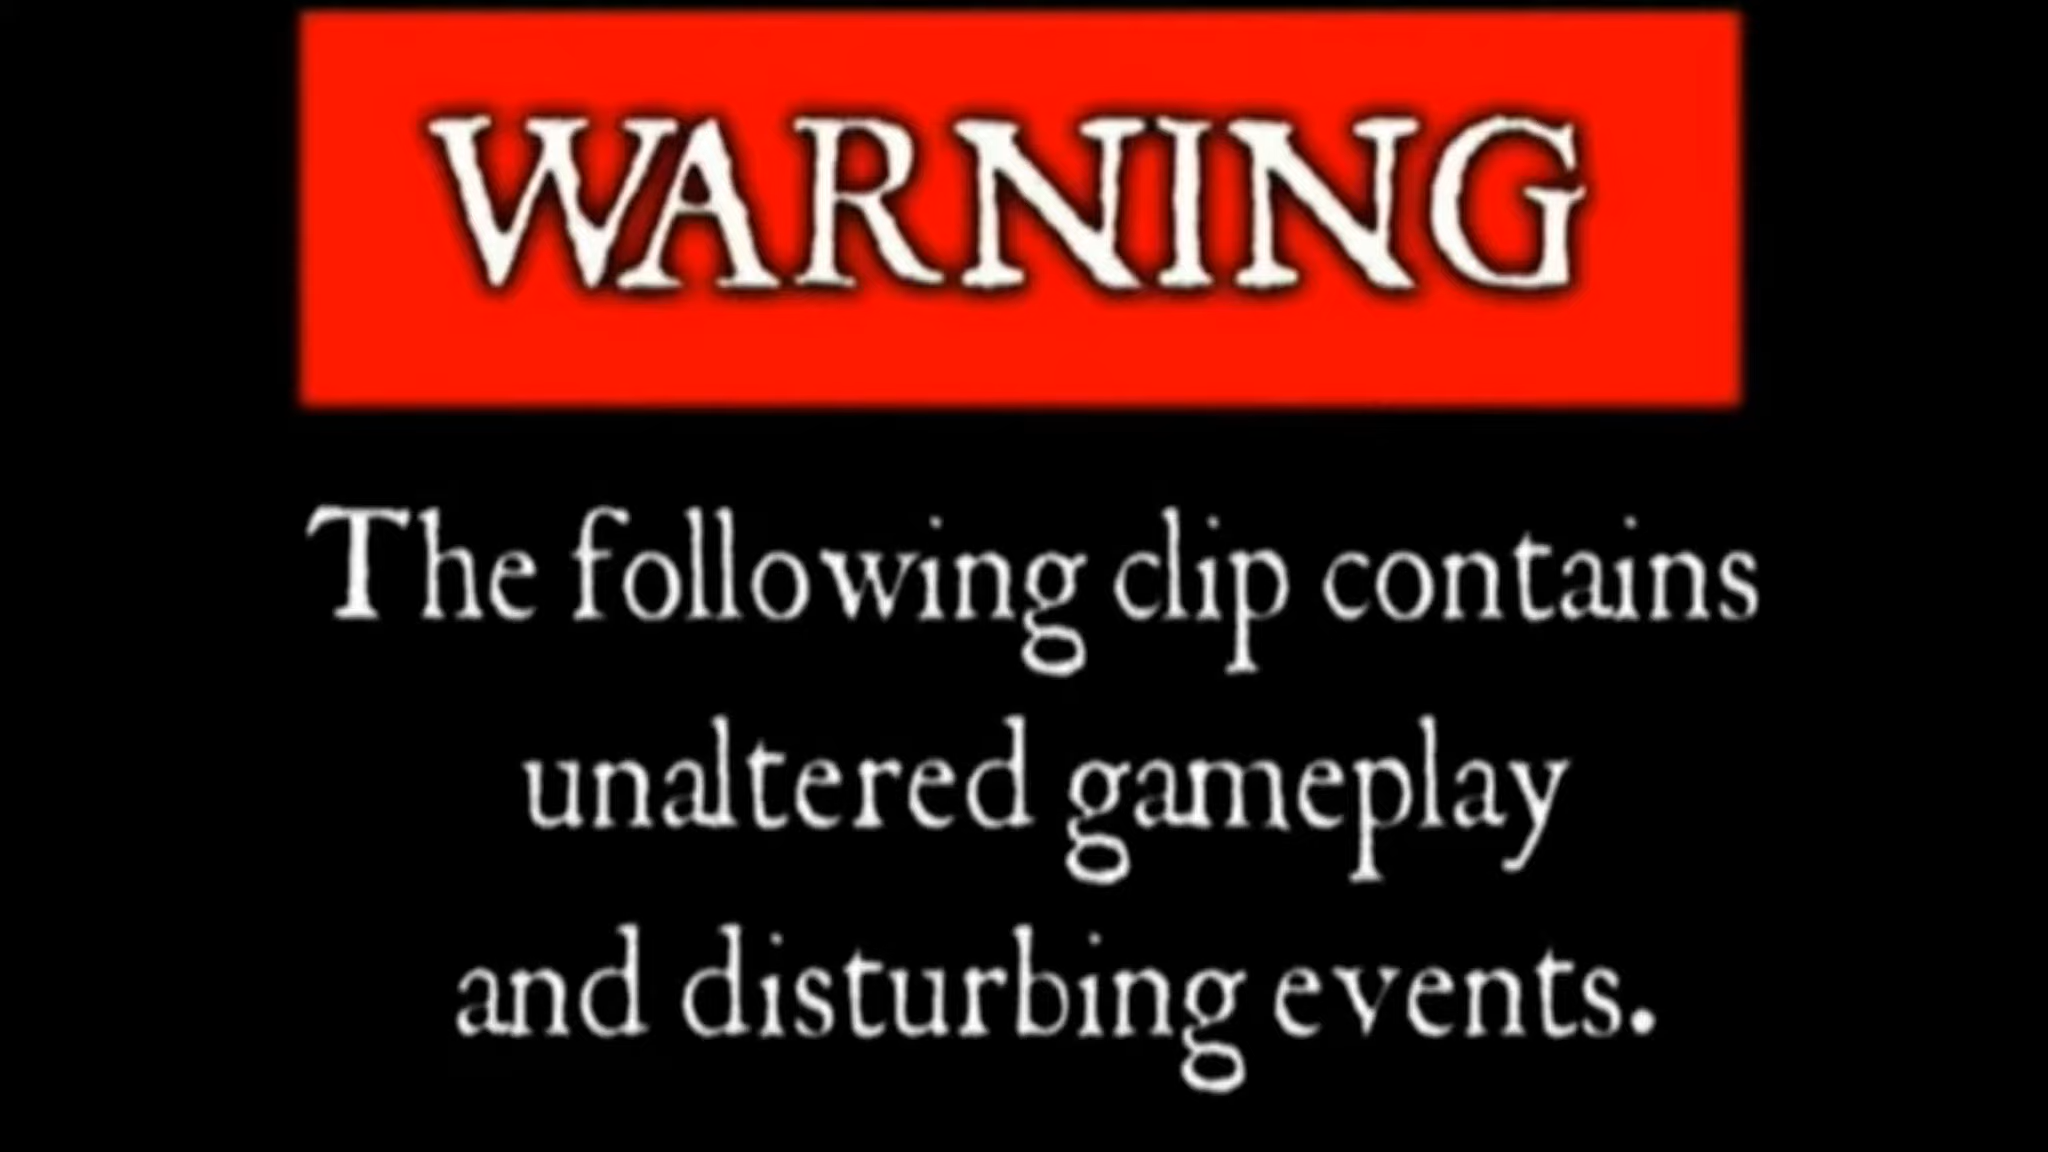 WARNING
The following clip contains
unaltered gameplay
and disturbing events.